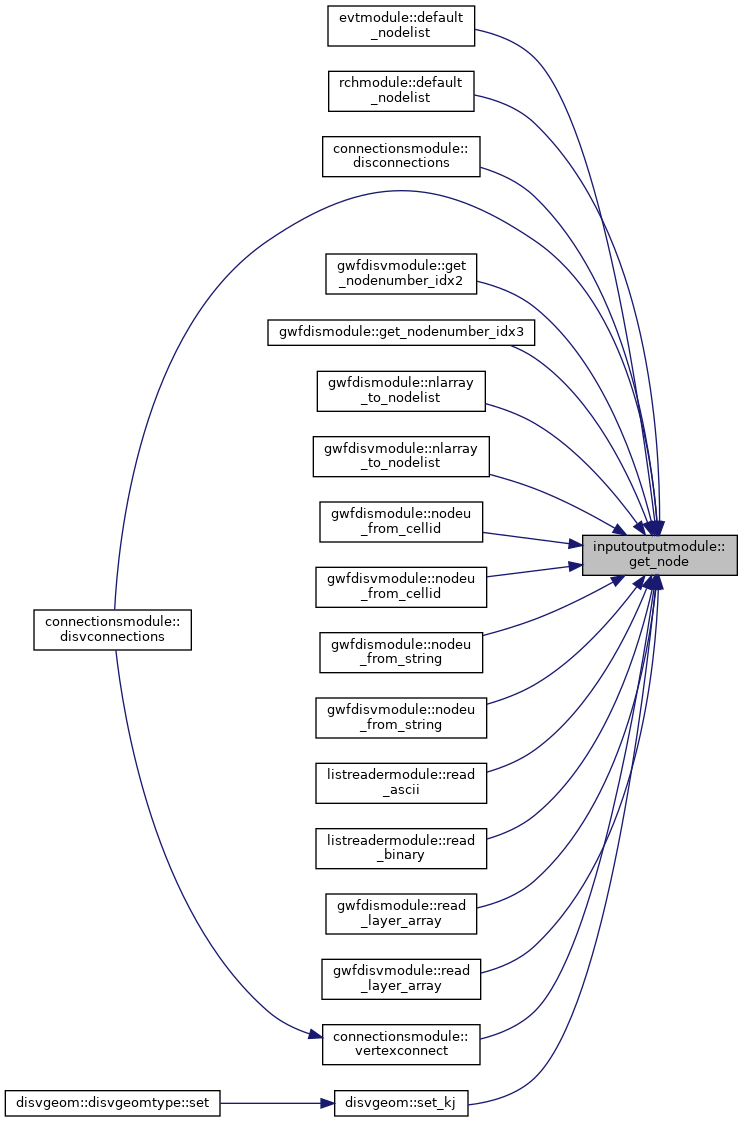 evtmodule::default
_nodelist
rchmodule::default
_nodelist
connectionsmodule::
disconnections
gwfdisvmodule::get
_nodenumber_idx2
gwfdismodule::get_nodenumber_idx3
gwfdismodule::nlarray
_to_nodelist
gwfdisvmodule::nlarray
_to_nodelist
gwfdismodule::nodeu
_from_cellid
inputoutputmodule::
get_node
gwfdisvmodule::nodeu
_from_cellid
connectionsmodule::
disvconnections
gwfdismodule::nodeu
_from_string
gwfdisvmodule::nodeu
_from_string
listreadermodule::read
_ascii
listreadermodule::read
_binary
gwfdismodule::read
_layer_array
gwfdisvmodule::read
_layer_array
connectionsmodule::
vertexconnect
disvgeom::disvgeomtype::set
disvgeom::set_kj